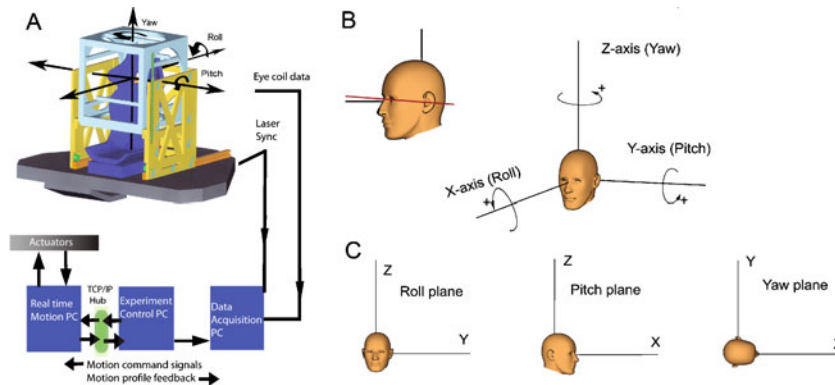 A
Yaw
Roll
Pitch
Eye coil data
Laser
Sync
Actuators
Real time
Motion PC
TCP/IP
Hub
Experiment
Control PC
Data
Acquisition
PC
Motion command signals
Motion profile feedback
B
Z-axis (Yaw)
+
Y-axis (Pitch)
+
X-axis (Roll)
+
C
Z
Roll plane
Y
Z
Pitch plane
X
Y
Yaw plane